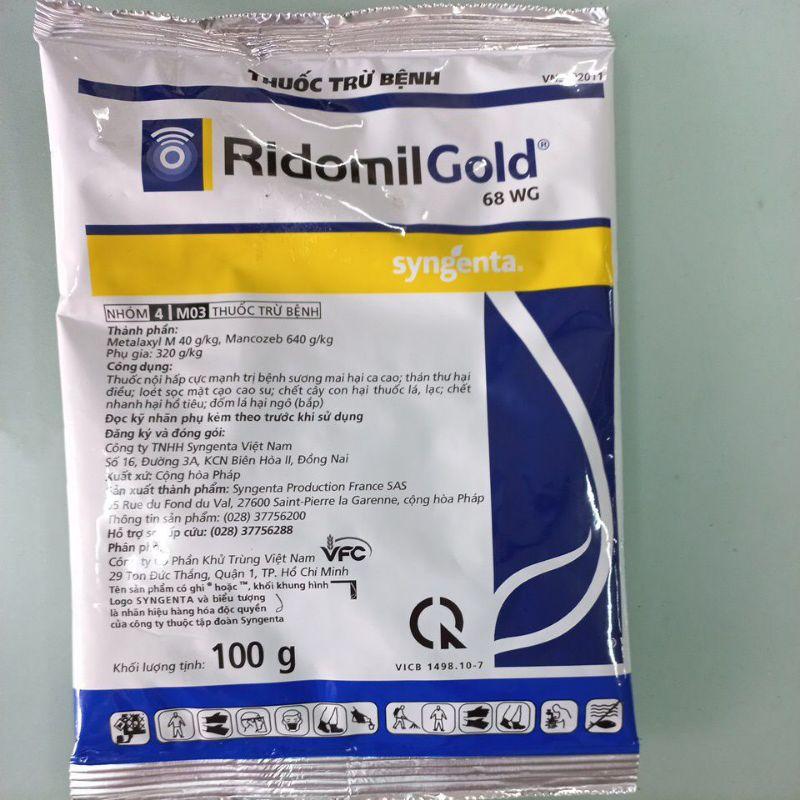 THUỐC TRỪ BỆNH
RidomilGold®
68 WG
syngenta.
NHÓM 4 M03 THUỐC TRỪ BỆNH
Thành phần:
Metalaxyl M 40 g/kg, Mancozeb 640 g/kg
Phụ gia: 320 g/kg
Công dụng:
Thuốc nội hấp cực mạnh trị bệnh sương mai hại ca cao; thán thư hại
điều; loét sọc mặt cạo cao su; chết cây con hại thuốc lá, lạc; chết
nhanh hại hồ tiêu; đốm lá hại ngô (bắp)
Đọc kỹ nhãn phụ kèm theo trước khi sử dụng
Đăng ký và đóng gói:
Công ty TNHH Syngenta Việt Nam
Số 16, Đường 3A, KCN Biên Hòa II, Đồng Nai
Xuất xứ: Cộng hòa Pháp
Sản xuất thành phẩm: Syngenta Production France SAS
Rue du Fond du Val, 27600 Saint-Pierre la Garenne, cộng hòa Pháp
Thông tin sản phẩm: (028) 37756200
Hỗ trợ cứu: (028) 37756288
Phân
Phần Khử Trùng Việt Nam VFC
29 Tôn Đức Thắng, Quận 1, TP. Hồ Chí Minh
Tên sản phẩm có ghi ® hoặc ™, khối khung hình
Logo SYNGENTA và biểu tượng
là nhãn hiệu hàng hóa độc quyền
của công ty thuộc tập đoàn Syngenta
Khối lượng tịnh: 100 g
VICB 1498.10-7